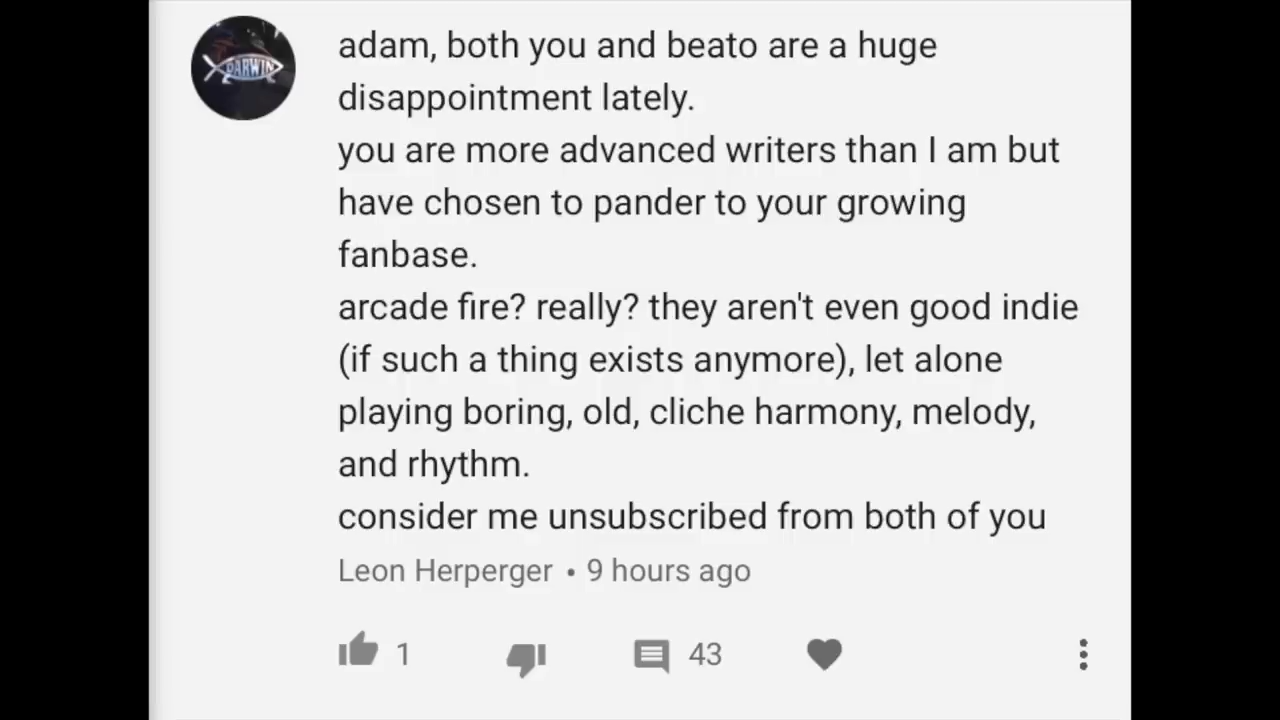 DARWIN
adam, both you and beato are a huge
disappointment lately.
you are more advanced writers than I am but
have chosen to pander to your growing
fanbase.
arcade fire? really? they aren't even good indie
(if such a thing exists anymore), let alone
playing boring, old, cliche harmony, melody,
and rhythm.
consider me unsubscribed from both of you
Leon Herperger • 9 hours ago
1 43